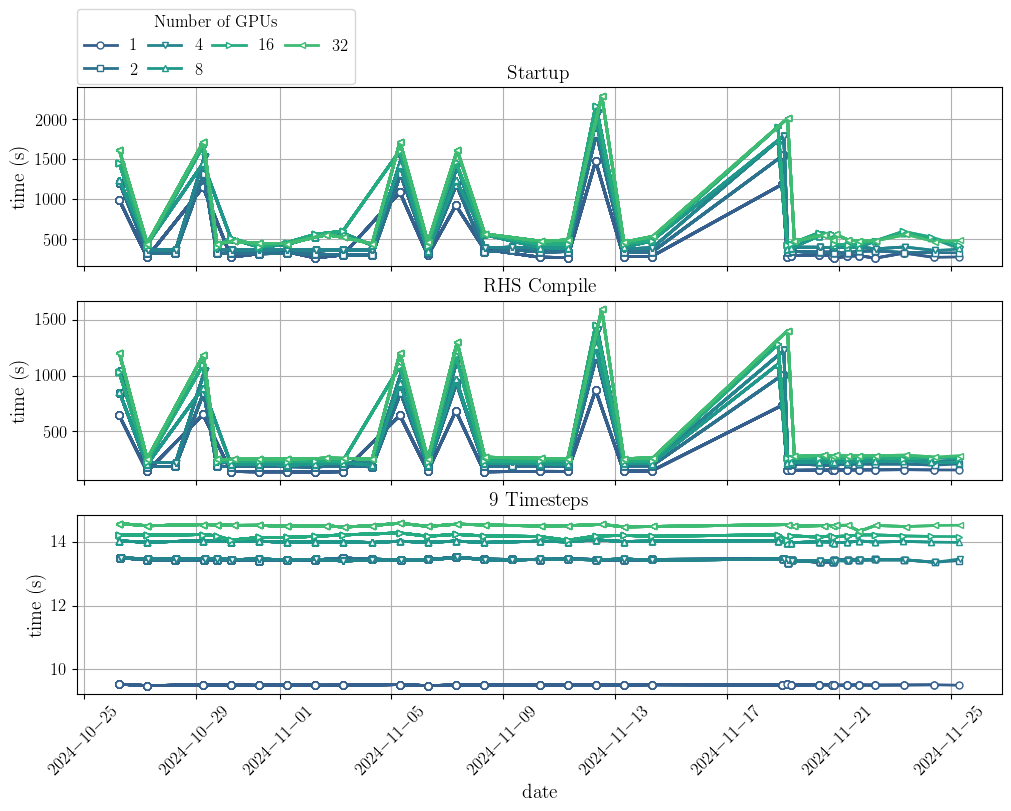 Number of GPUs
1 4 16 32
2 8
Startup
time (s)
2000
1500
1000
500
RHS Compile
time (s)
1500
1000
500
9 Timesteps
time (s)
14
12
10
2024−10−25 2024−10−29 2024−11−01 2024−11−05 2024−11−09 2024−11−13 2024−11−17 2024−11−21 2024−11−25
date